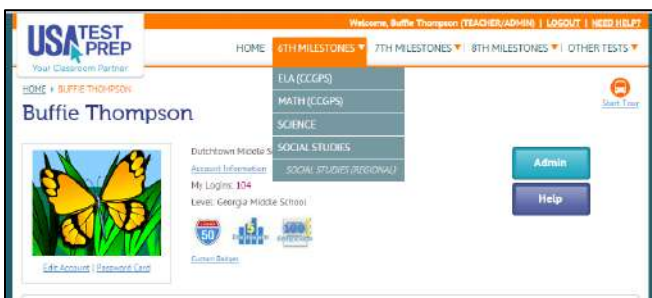 Welcome, Buffie Thompson (TEACHER/ADMIN) | LOGOUT | NEED HELP?
USA TEST PREP
Your Classroom Partner
HOME 6TH MILESTONES ▼ 7TH MILESTONES ▼ 8TH MILESTONES ▼ OTHER TESTS ▼
ELA (CCGPS)
MATH (CCGPS)
SCIENCE
SOCIAL STUDIES
SOCIAL STUDIES (REGIONAL)
HOME BUFFIE THOMPSON
Start Tour
Buffie Thompson
Dutchtown Middle S
Account Information
My Logins: 104
Level: Georgia Middle School
Admin
Help
50
5
500
Edit Account | Password Card
Current Badges